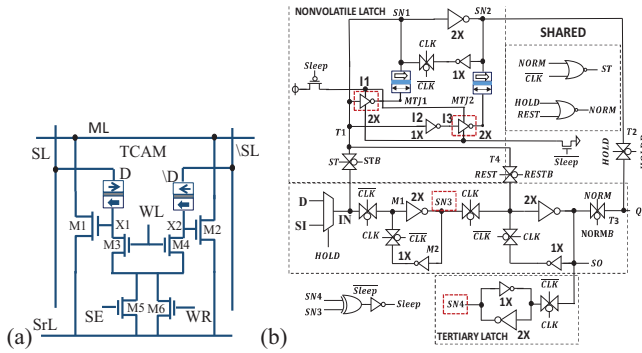 NONVOLATILE LATCH
SN1
SN2
2X
CLK
1X
CLK
SHARED
NORM
CLK
ST
HOLD
REST
NORM
Sleep
I1
2X
MTJ1
MTJ2
T1
I2
1X
I3
2X
Sleep
T2
HOLD
ST
STB
T4
REST
RESTB
D
SI
IN
HOLD
CLK
CLK
M1
2X
SN3
CLK
CLK
CLK
1X
M2
2X
CLK
CLK
1X
NORM
NORMB
T3
Q
SO
SN4
SN3
Sleep
Sleep
SN4
1X
2X
CLK
CLK
TERTIARY LATCH
ML
SL
TCAM
\SL
D
\D
M1
X1
M3
WL
X2
M4
M2
SE
M5
M6
WR
SrL
(a)
(b)